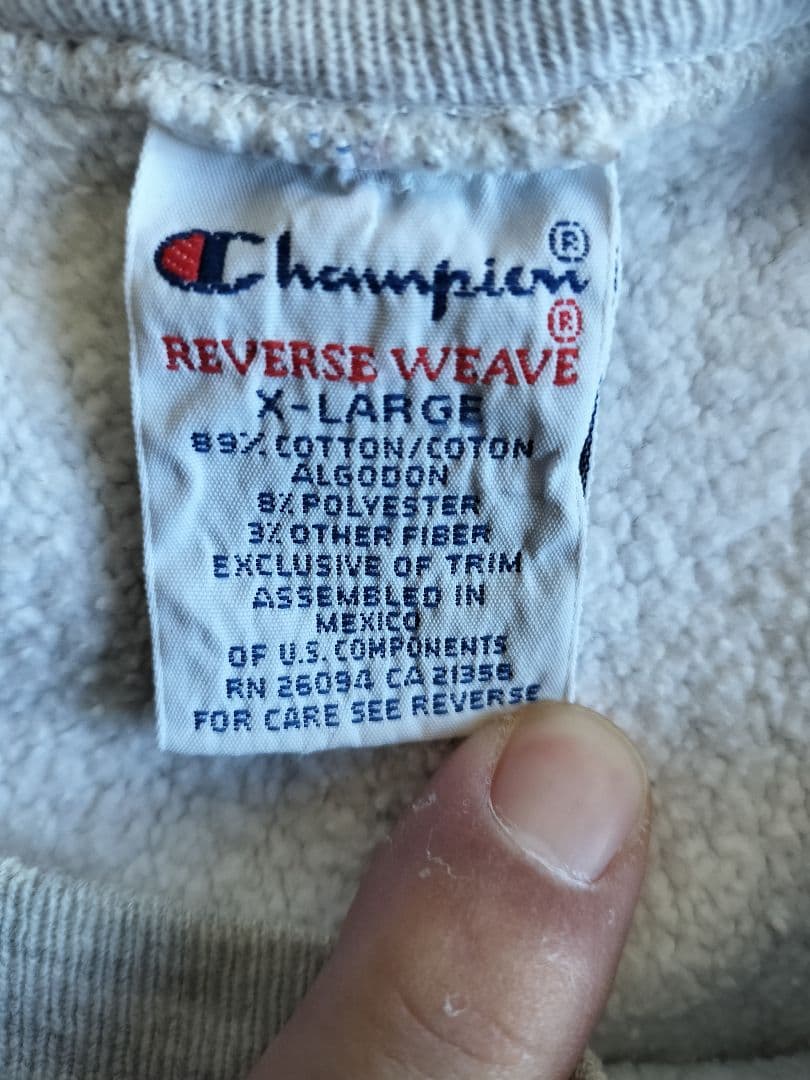 Champion®
REVERSE WEAVE®
X-LARGE
89% COTTON/COTON
ALGODON
8% POLYESTER
3% OTHER FIBER
EXCLUSIVE OF TRIM
ASSEMBLED IN
MEXICO
OF U.S. COMPONENTS
RN 26094 CA 21356
FOR CARE SEE REVERSE